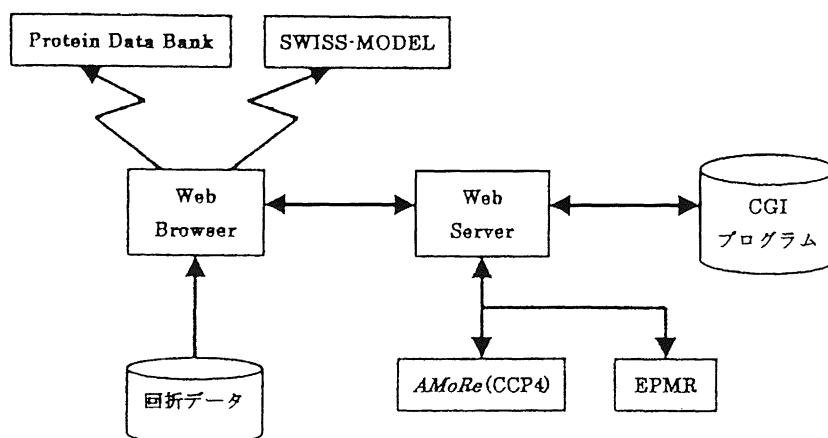 Protein Data Bank
SWISS-MODEL
Web
Browser
Web
Server
CGI
プログラム
回折データ
AMoRe(CCP4)
EPMR